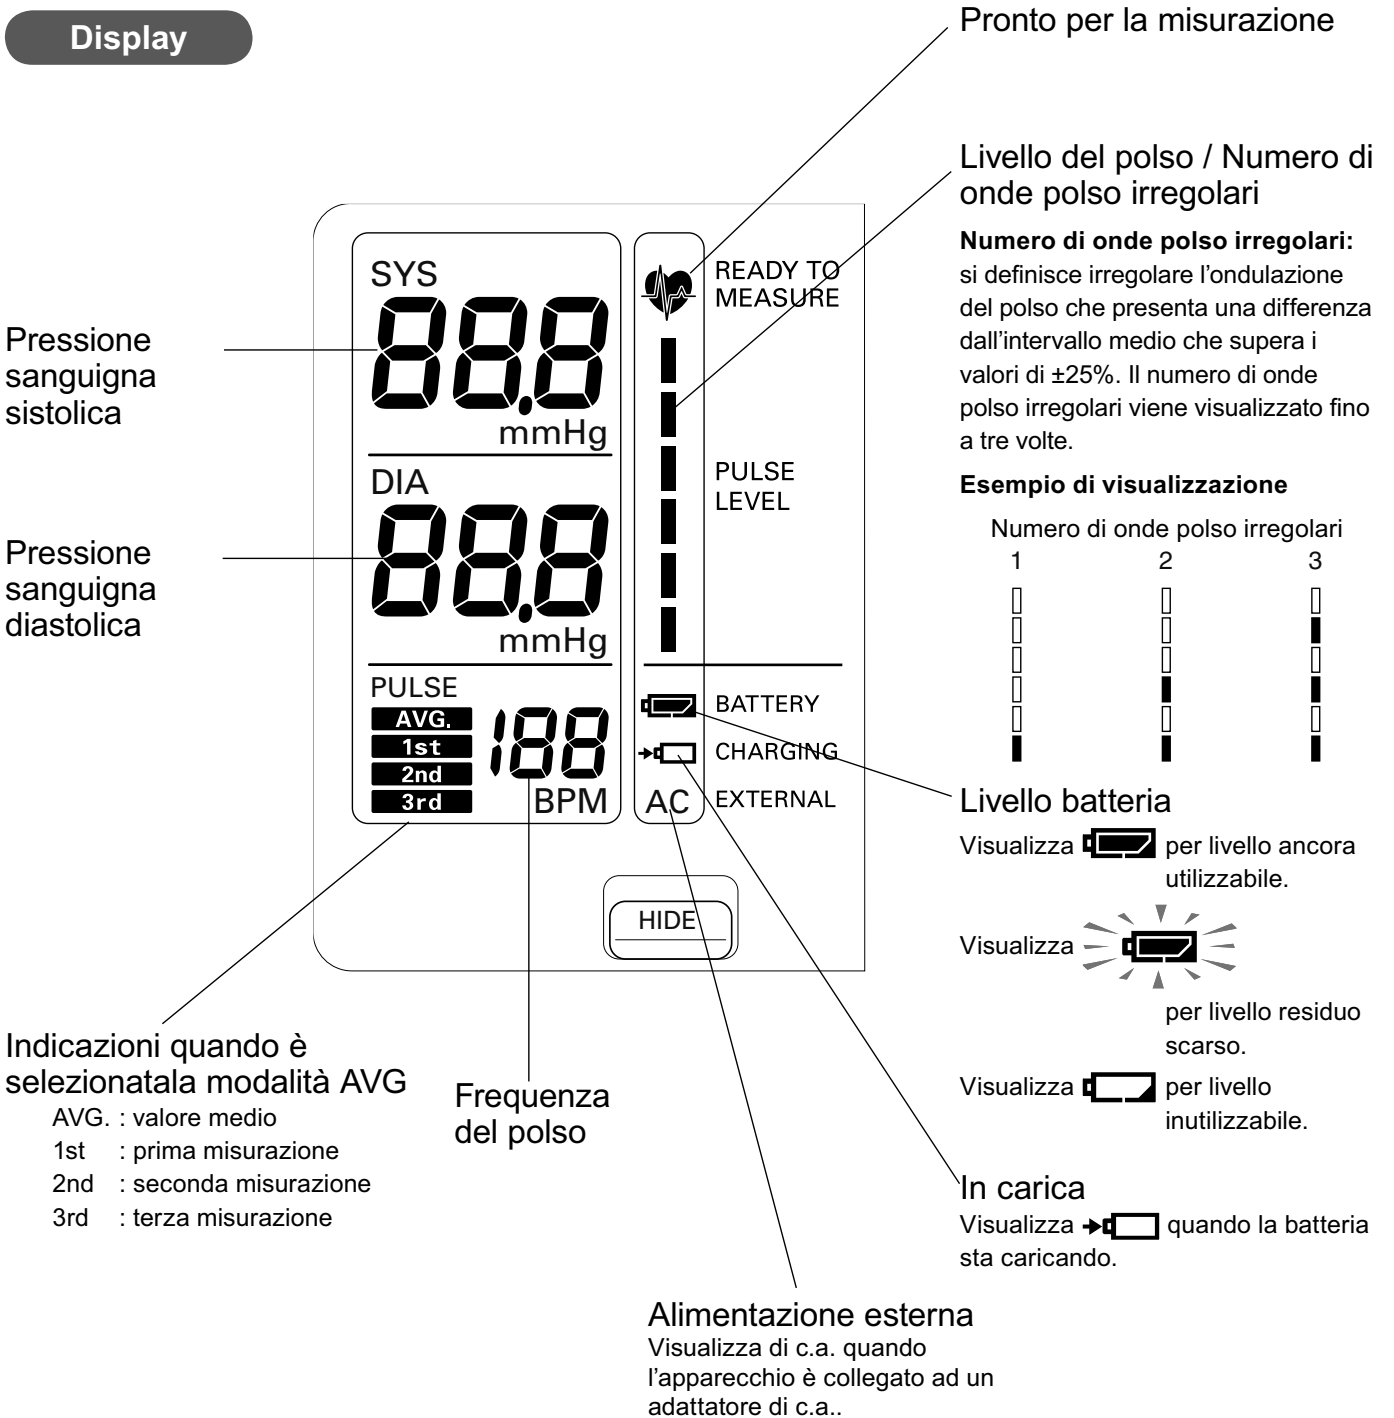 Display
Pronto per la misurazione
Livello del polso / Numero di
onde polso irregolari
Numero di onde polso irregolari:
si definisce irregolare l'ondulazione
del polso che presenta una differenza
dall'intervallo medio che supera i
valori di ±25%. Il numero di onde
polso irregolari viene visualizzato fino
a tre volte.
Esempio di visualizzazione
Numero di onde polso irregolari
1 2 3
Pressione
sanguigna
sistolica
Pressione
sanguigna
diastolica
SYS
88.8
mmHg
DIA
88.8
mmHg
PULSE
AVG.
1st
2nd
3rd
188
BPM
READY TO
MEASURE
PULSE
LEVEL
BATTERY
CHARGING
AC EXTERNAL
HIDE
Livello batteria
Visualizza per livello ancora
utilizzabile.
Visualizza
per livello residuo
scarso.
Visualizza per livello
inutilizzabile.
In carica
Visualizza quando la batteria
sta caricando.
Indicazioni quando è
selezionatala modalità AVG
AVG. : valore medio
1st : prima misurazione
2nd : seconda misurazione
3rd : terza misurazione
Frequenza
del polso
Alimentazione esterna
Visualizza di c.a. quando
l'apparecchio è collegato ad un
adattatore di c.a..